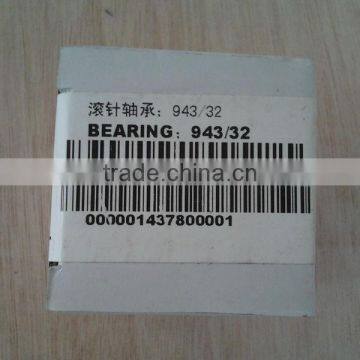 滚针轴承: 943/32
BEARING: 943/32
trade.china.cn
000001437800001